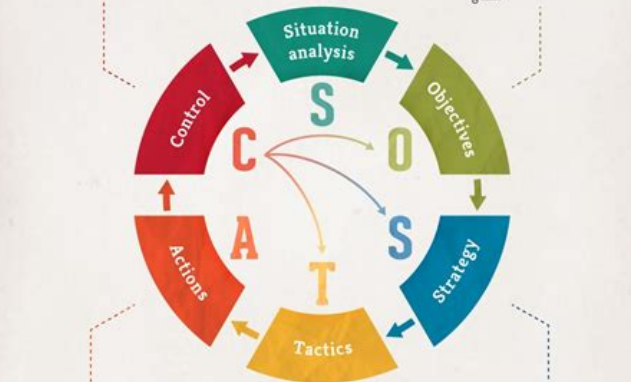 Situation
analysis
Objectives
Strategy
Tactics
Actions
Control
S
O
S
T
A
C